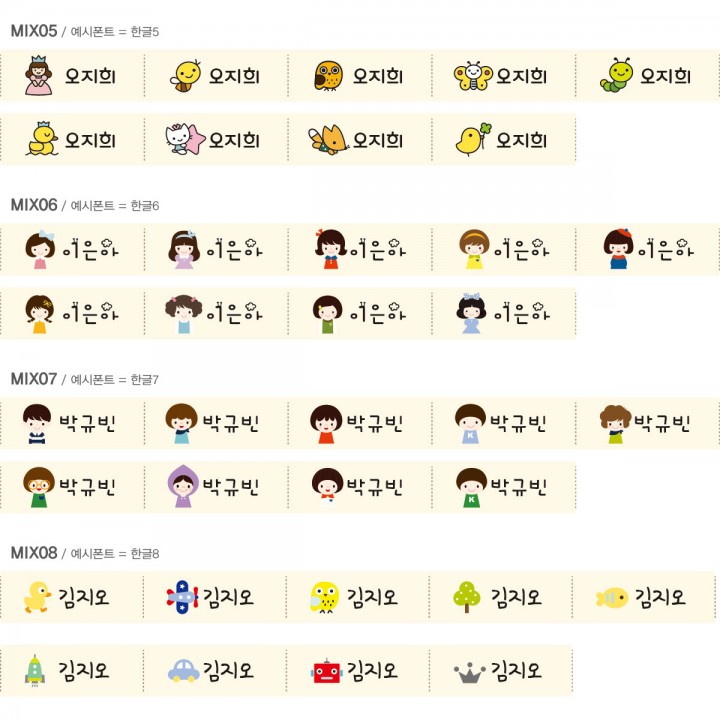 MIX05 / 예시폰트 = 한글5
오지희 오지희 오지희 오지희 오지희
오지희 오지희 오지희 오지희
MIX06 / 예시폰트 = 한글6
이은하 이은하 이은하 이은하 이은하
이은하 이은하 이은하 이은하
MIX07 / 예시폰트 = 한글7
박규빈 박규빈 박규빈 박규빈 K 박규빈
박규빈 박규빈 박규빈 K 박규빈
MIX08 / 예시폰트 = 한글8
김지오 김지오 김지오 김지오 김지오
김지오 김지오 김지오 김지오